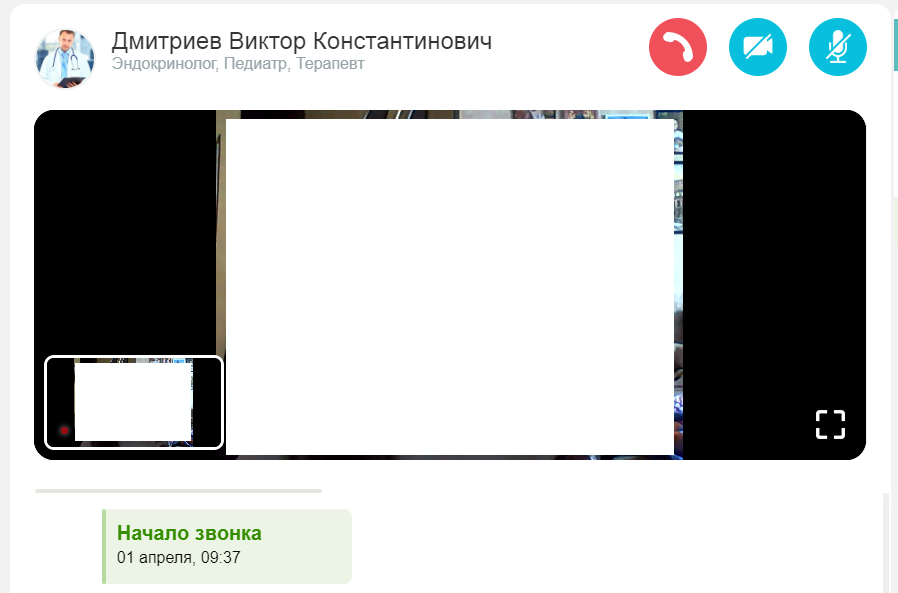 Дмитриев Виктор Константинович
Эндокринолог, Педиатр, Терапевт
Начало звонка
01 апреля, 09:37